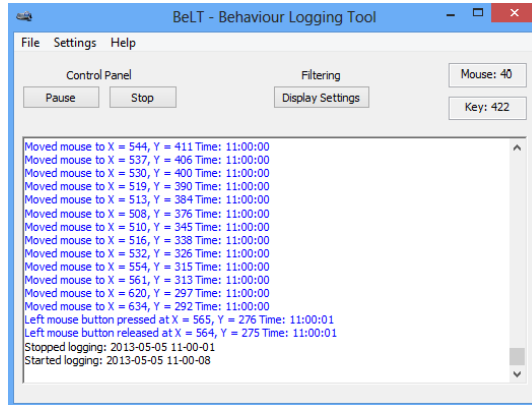 BeLT - Behaviour Logging Tool
File Settings Help
Control Panel
Filtering
Mouse: 40
Pause Stop Display Settings
Key: 422
Moved mouse to X = 544, Y = 411 Time: 11:00:00
Moved mouse to X = 537, Y = 406 Time: 11:00:00
Moved mouse to X = 530, Y = 400 Time: 11:00:00
Moved mouse to X = 519, Y = 390 Time: 11:00:00
Moved mouse to X = 513, Y = 384 Time: 11:00:00
Moved mouse to X = 508, Y = 376 Time: 11:00:00
Moved mouse to X = 510, Y = 345 Time: 11:00:00
Moved mouse to X = 516, Y = 338 Time: 11:00:00
Moved mouse to X = 532, Y = 326 Time: 11:00:00
Moved mouse to X = 554, Y = 315 Time: 11:00:00
Moved mouse to X = 561, Y = 313 Time: 11:00:00
Moved mouse to X = 620, Y = 297 Time: 11:00:00
Moved mouse to X = 634, Y = 292 Time: 11:00:00
Left mouse button pressed at X = 565, Y = 276 Time: 11:00:01
Left mouse button released at X = 564, Y = 275 Time: 11:00:01
Stopped logging: 2013-05-05 11-00-01
Started logging: 2013-05-05 11-00-08